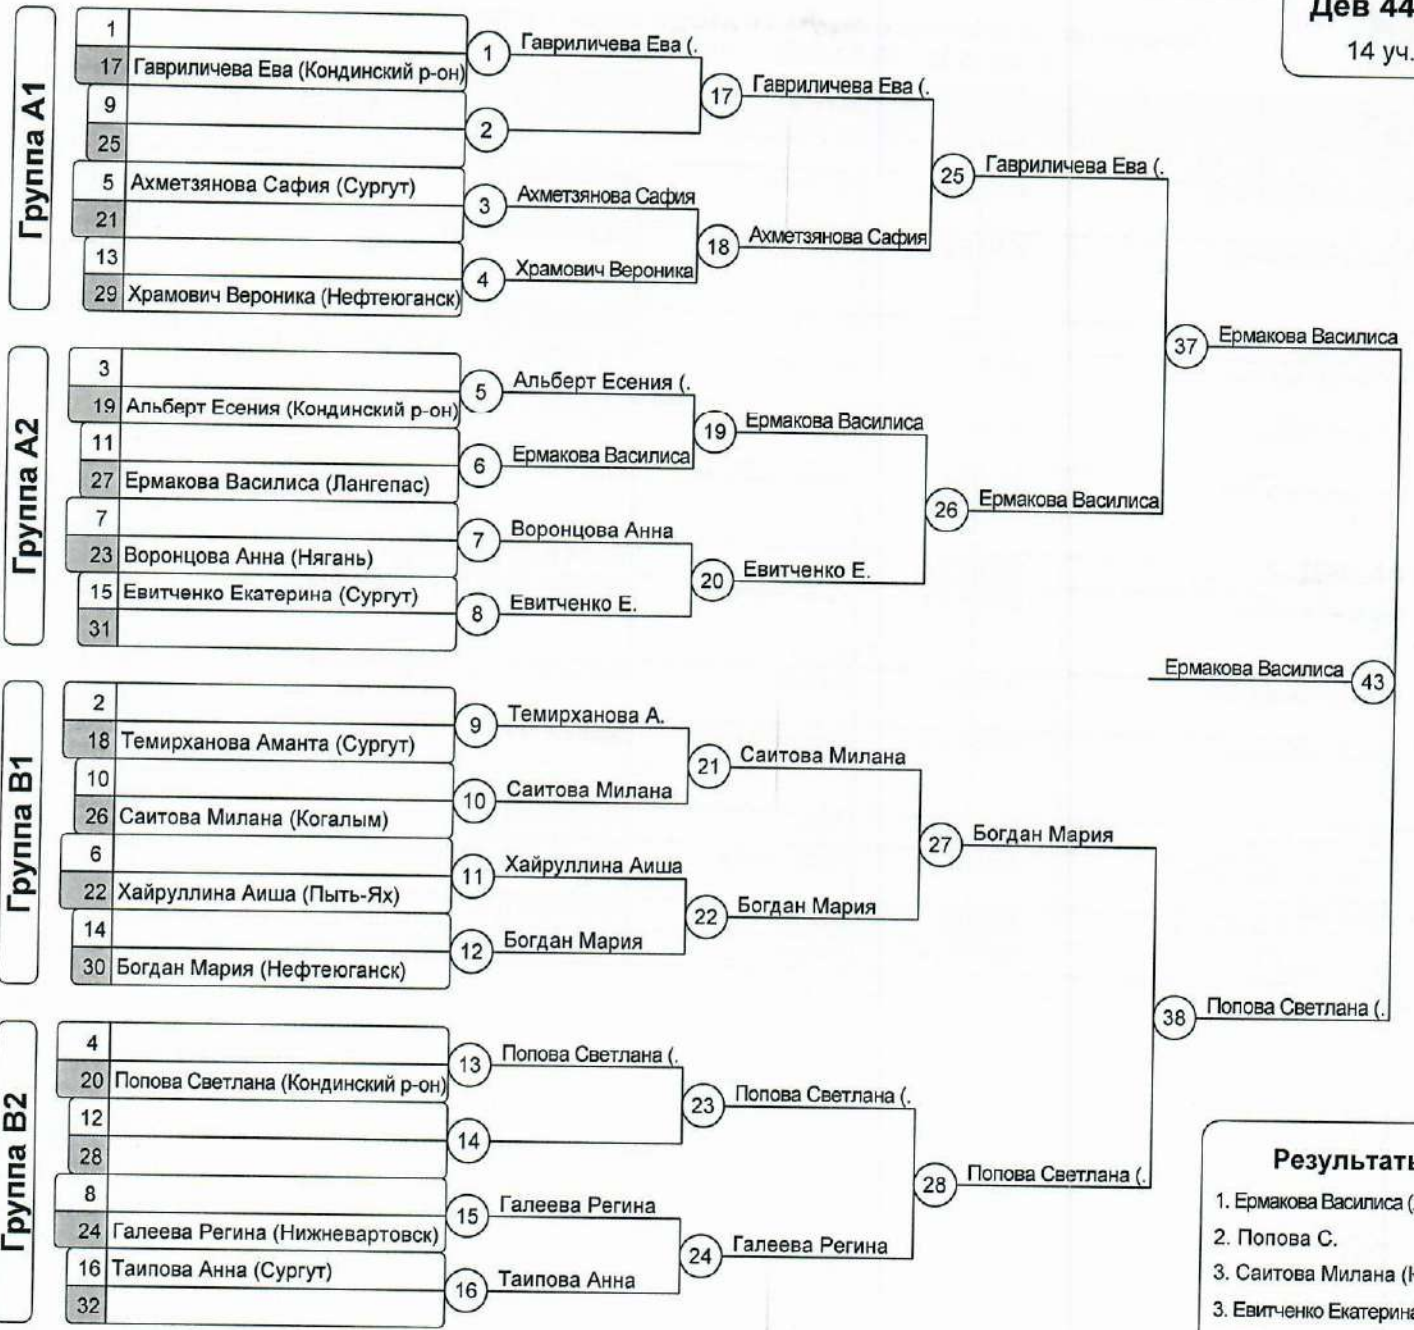 Дев 44
14 уч.
Группа А1
1
17 Гавриличева Ева (Кондинский р-он)
9
25
5 Ахметзянова Сафия (Сургут)
21
13
29 Храмович Вероника (Нефтеюганск)
1 Гавриличева Ева (.
2
3 Ахметзянова Сафия
4 Храмович Вероника
17 Гавриличева Ева (.
18 Ахметзянова Сафия
25 Гавриличева Ева (.
Группа А2
3
19 Альберт Есения (Кондинский р-он)
11
27 Ермакова Василиса (Лангепас)
7
23 Воронцова Анна (Нягань)
15 Евитченко Екатерина (Сургут)
31
5 Альберт Есения (.
6 Ермакова Василиса
7 Воронцова Анна
8 Евитченко Е.
19 Ермакова Василиса
20 Евитченко Е.
26 Ермакова Василиса
37 Ермакова Василиса
Ермакова Василиса 43
Группа В1
2
18 Темирханова Аманта (Сургут)
10
26 Саитова Милана (Когалым)
6
22 Хайруллина Аиша (Пыть-Ях)
14
30 Богдан Мария (Нефтеюганск)
9 Темирханова А.
10 Саитова Милана
11 Хайруллина Аиша
12 Богдан Мария
21 Саитова Милана
22 Богдан Мария
27 Богдан Мария
Группа В2
4
20 Попова Светлана (Кондинский р-он)
12
28
8
24 Галеева Регина (Нижневартовск)
16 Таипова Анна (Сургут)
32
13 Попова Светлана (.
14
15 Галеева Регина
16 Таипова Анна
23 Попова Светлана (.
24 Галеева Регина
28 Попова Светлана (.
38 Попова Светлана (.
Результать
1. Ермакова Василиса (
2. Попова С.
3. Саитова Милана (
3. Евитченко Екатерина